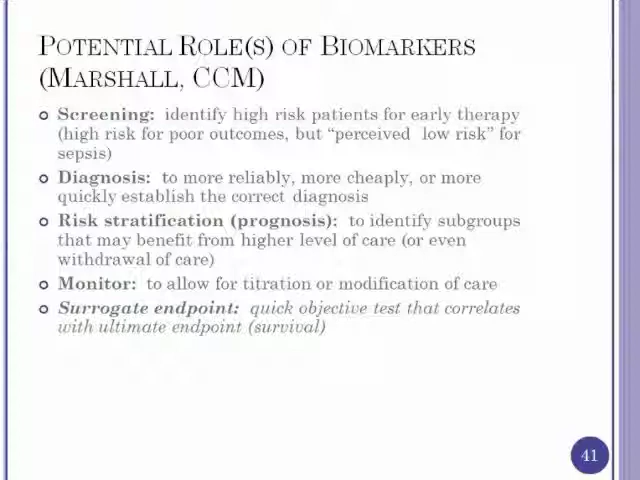 POTENTIAL ROLE(S) OF BIOMARKERS
(MARSHALL, CCM)
Screening: identify high risk patients for early therapy
(high risk for poor outcomes, but “perceived low risk” for
sepsis)
Diagnosis: to more reliably, more cheaply, or more
quickly establish the correct diagnosis
Risk stratification (prognosis): to identify subgroups
that may benefit from higher level of care (or even
withdrawal of care)
Monitor: to allow for titration or modification of care
Surrogate endpoint: quick objective test that correlates
with ultimate endpoint (survival)
41